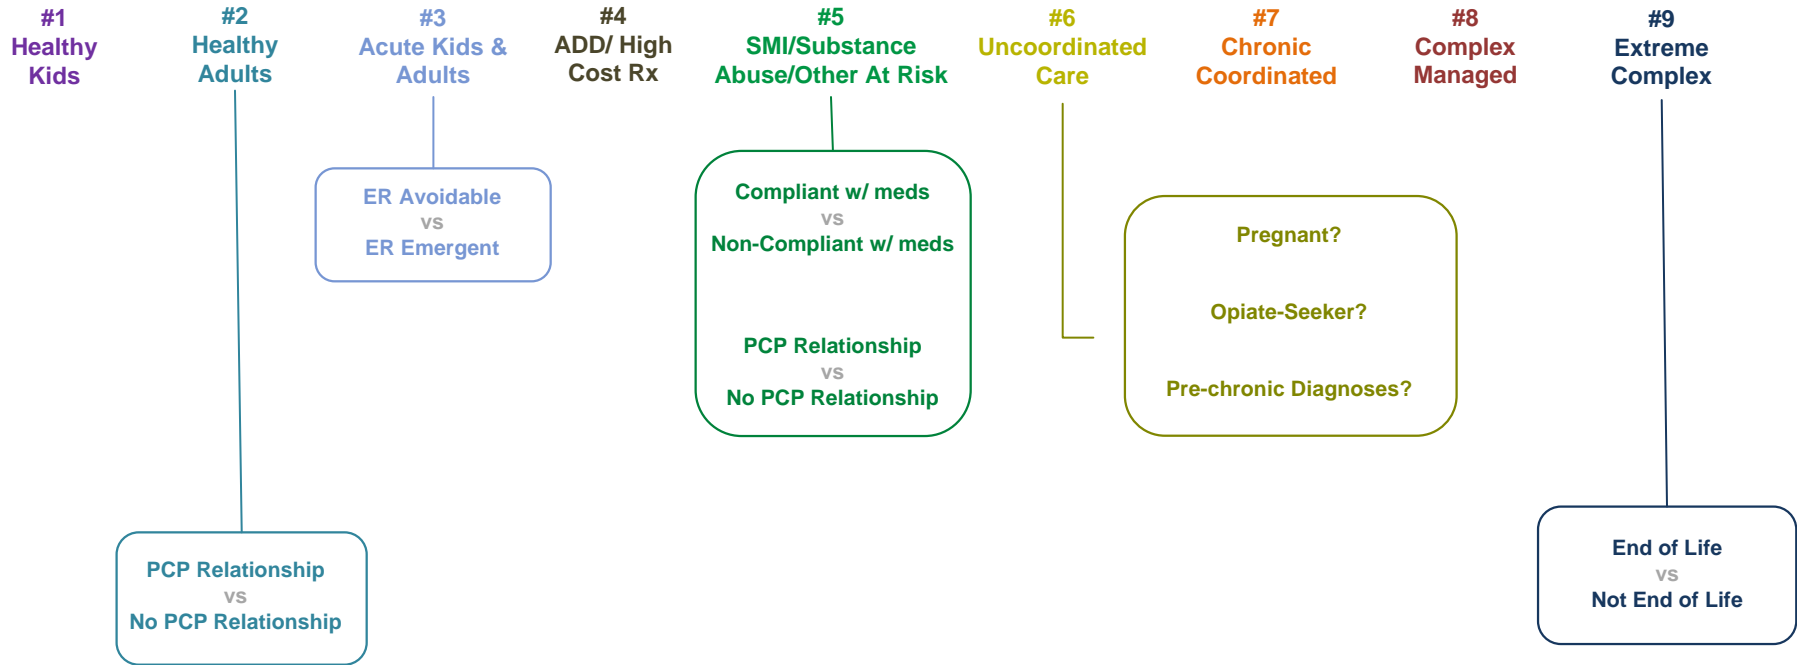 #1
Healthy
Kids
#2
Healthy
Adults
#3
Acute Kids &
Adults
#4
ADD/ High
Cost Rx
#5
SMI/Substance
Abuse/Other At Risk
#6
Uncoordinated
Care
#7
Chronic
Coordinated
#8
Complex
Managed
#9
Extreme
Complex
ER Avoidable
vs
ER Emergent
Compliant w/ meds
vs
Non-Compliant w/ meds
PCP Relationship
vs
No PCP Relationship
Pregnant?
Opiate-Seeker?
Pre-chronic Diagnoses?
PCP Relationship
vs
No PCP Relationship
End of Life
vs
Not End of Life